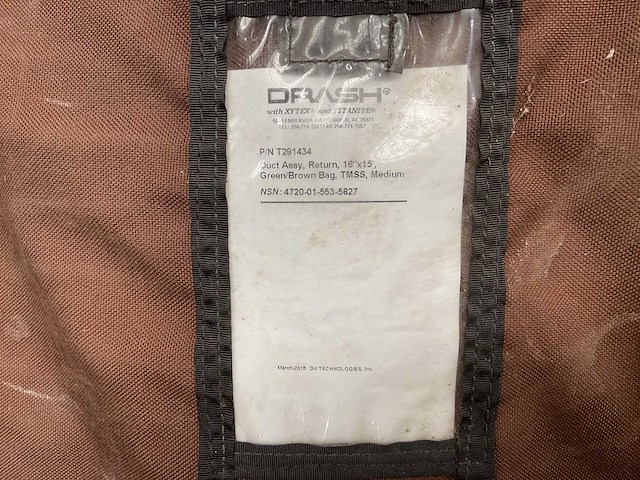 DRASH®
with XYTEX® and TITANITE®
P/N T291434
Duct Assy, Return, 16"x15',
Green/Brown Bag, TMSS, Medium
NSN: 4720-01-553-5827
March-2015 DU TECHNOLOGIES, Inc.